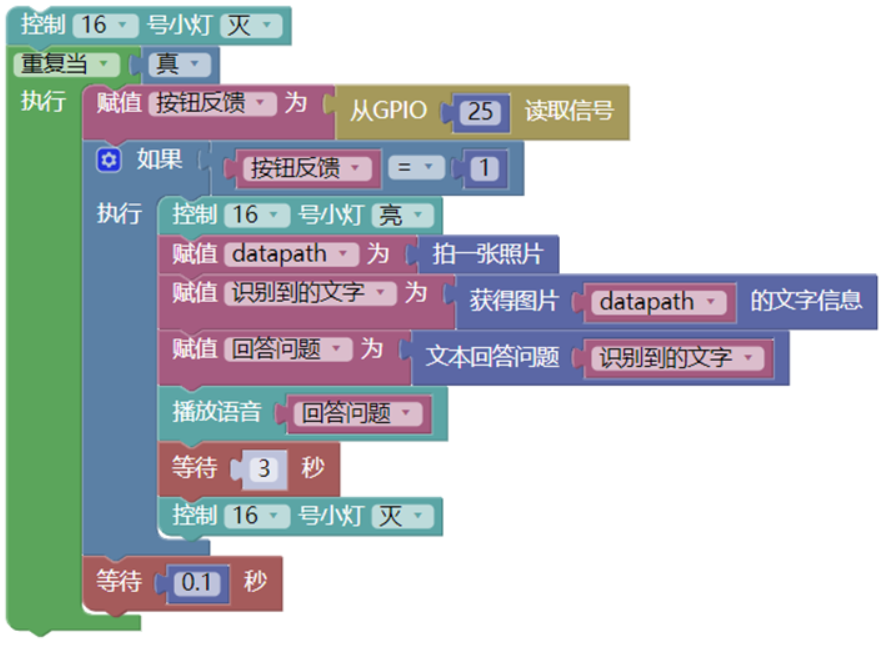 控制 16 号小灯 灭
重复当 真
执行 赋值 按钮反馈 为 从GPIO 25 读取信号
如果 按钮反馈 = 1
执行 控制 16 号小灯 亮
赋值 datapath 为 拍一张照片
赋值 识别到的文字 为 获得图片 datapath 的文字信息
赋值 回答问题 为 文本回答问题 识别到的文字
播放语音 回答问题
等待 3 秒
控制 16 号小灯 灭
等待 0.1 秒